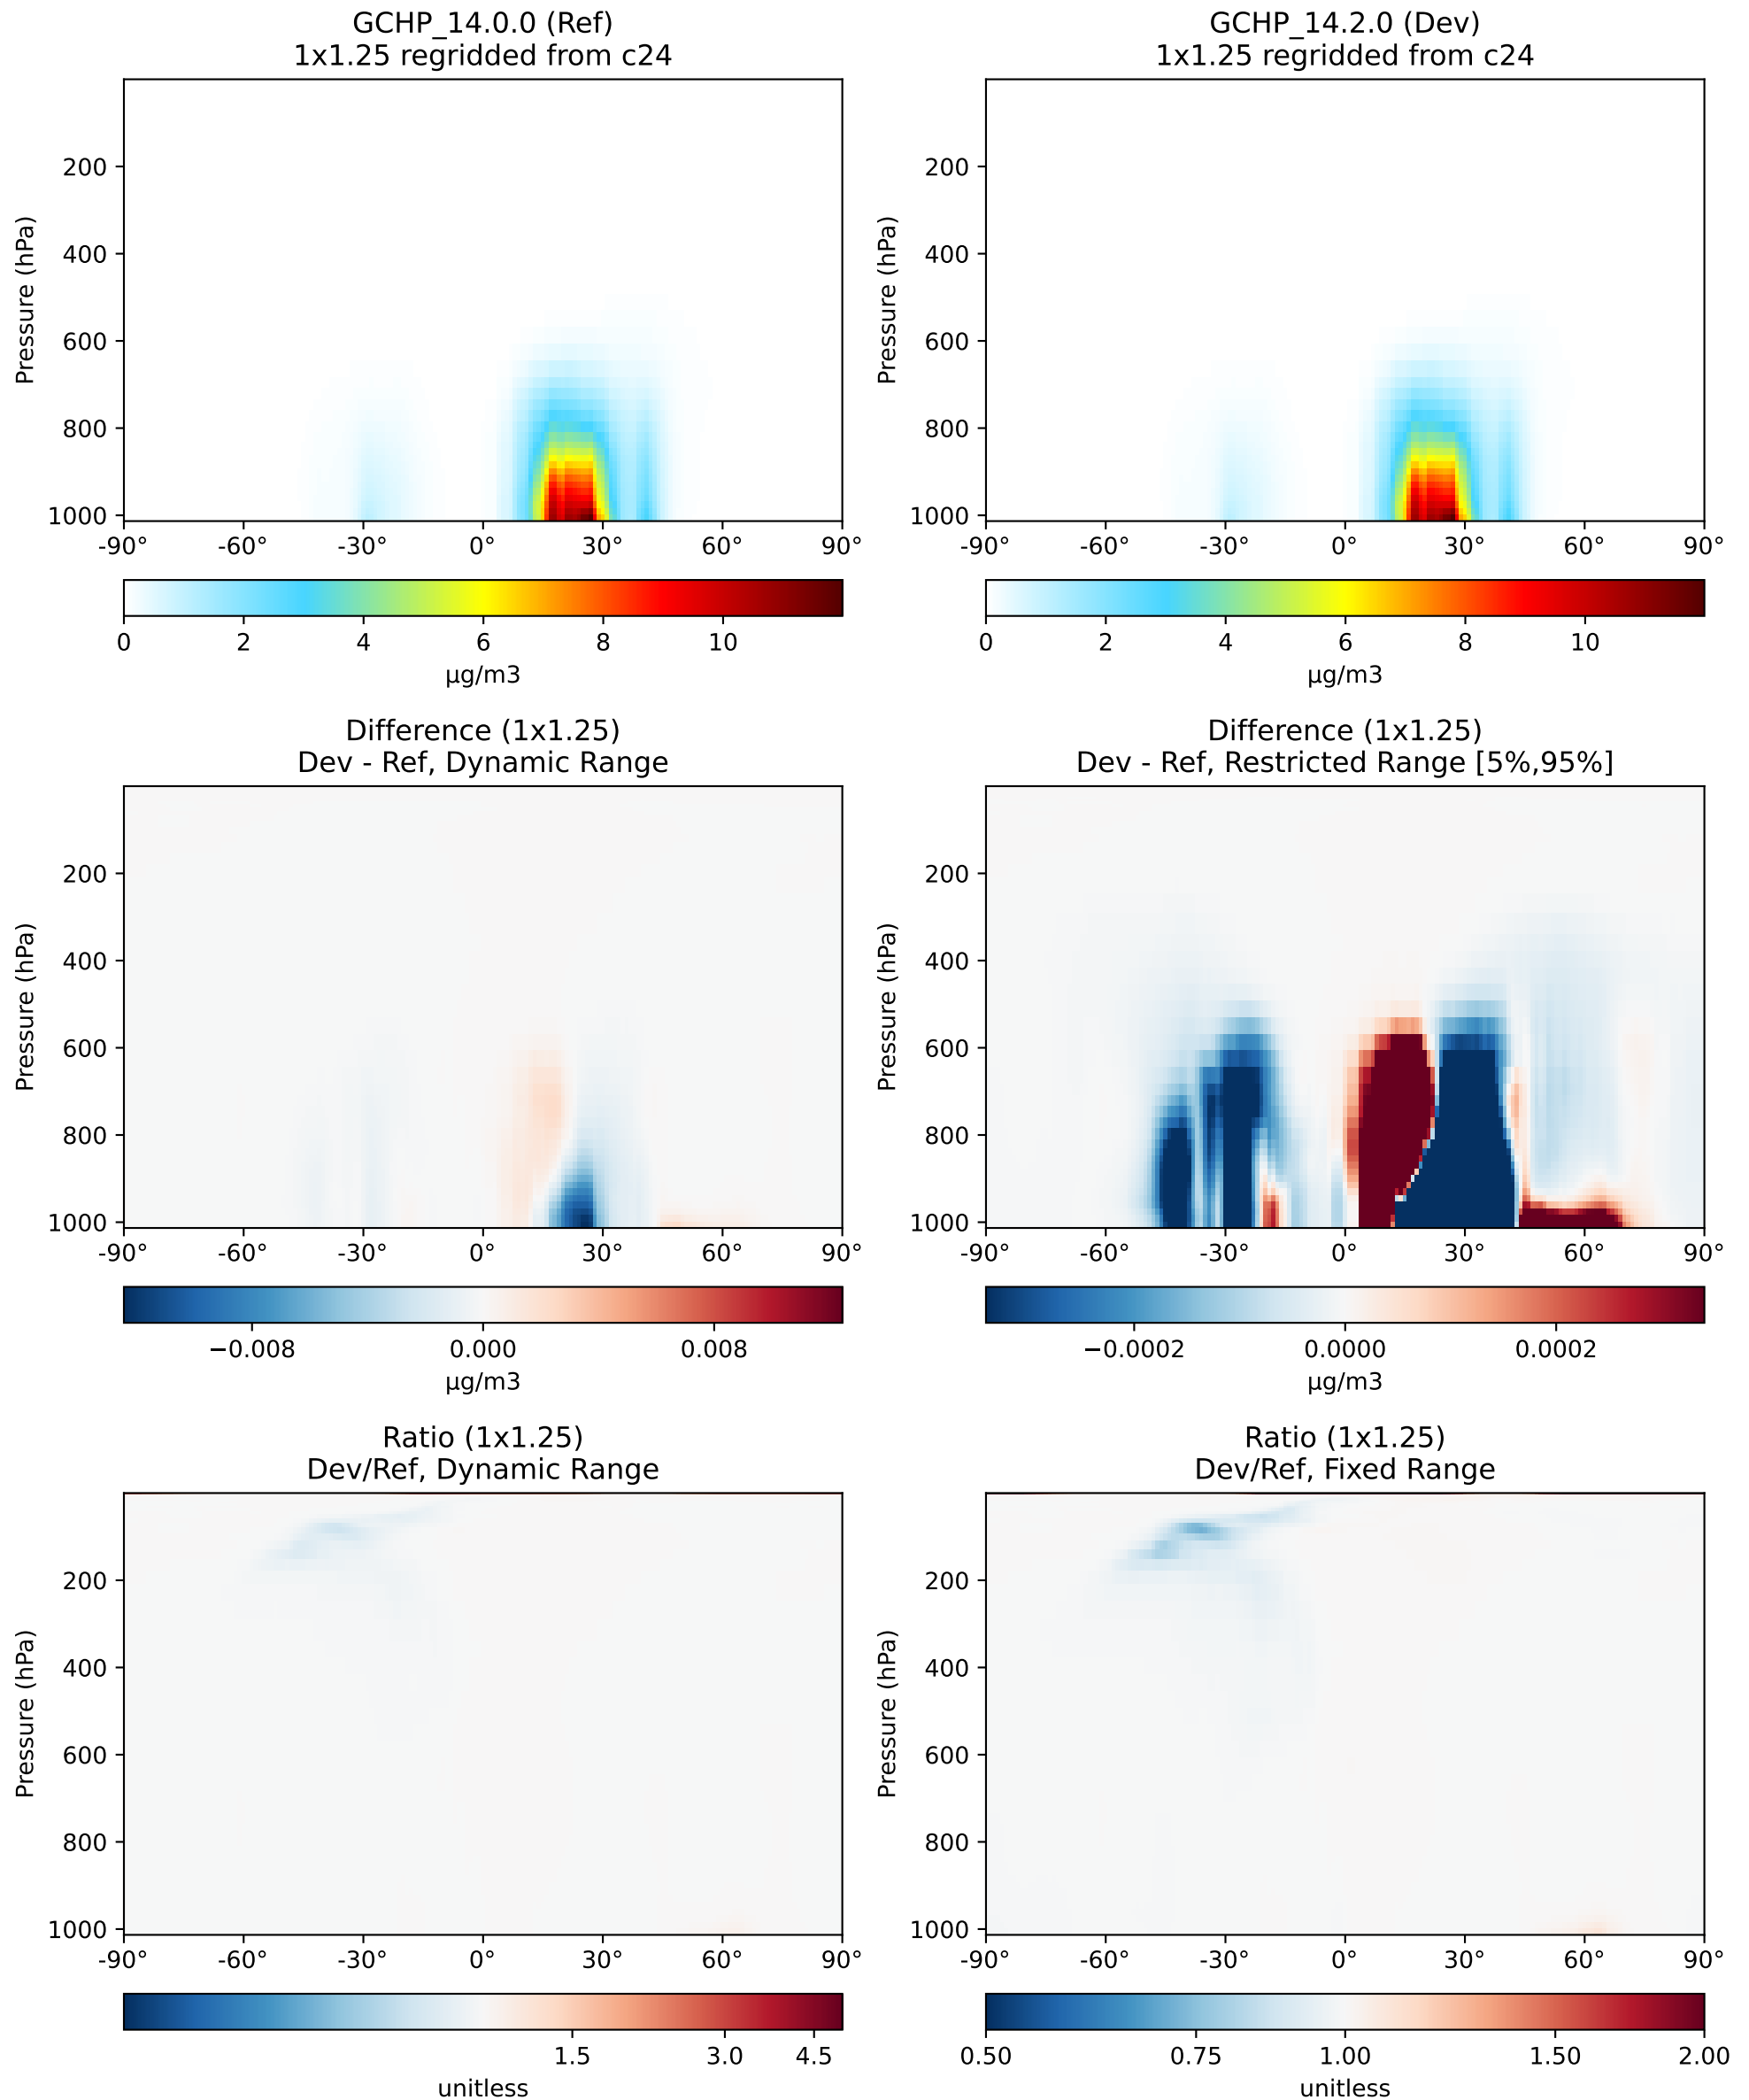 GCHP_14.0.0 (Ref)
1x1.25 regridded from c24
Pressure (hPa)
200
400
600
800
1000
-90° -60° -30° 0° 30° 60° 90°
0 2 4 6 8 10
μg/m3
GCHP_14.2.0 (Dev)
1x1.25 regridded from c24
Pressure (hPa)
200
400
600
800
1000
-90° -60° -30° 0° 30° 60° 90°
0 2 4 6 8 10
μg/m3
Difference (1x1.25)
Dev - Ref, Dynamic Range
Pressure (hPa)
200
400
600
800
1000
-90° -60° -30° 0° 30° 60° 90°
−0.008 0.000 0.008
μg/m3
Difference (1x1.25)
Dev - Ref, Restricted Range [5%,95%]
Pressure (hPa)
200
400
600
800
1000
-90° -60° -30° 0° 30° 60° 90°
−0.0002 0.0000 0.0002
μg/m3
Ratio (1x1.25)
Dev/Ref, Dynamic Range
Pressure (hPa)
200
400
600
800
1000
-90° -60° -30° 0° 30° 60° 90°
1.5 3.0 4.5
unitless
Ratio (1x1.25)
Dev/Ref, Fixed Range
Pressure (hPa)
200
400
600
800
1000
-90° -60° -30° 0° 30° 60° 90°
0.50 0.75 1.00 1.50 2.00
unitless